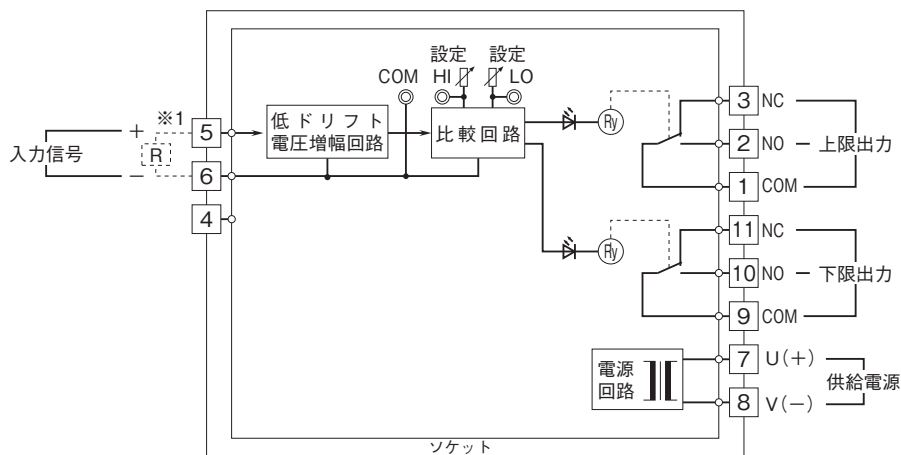 設定 設定
COM HI LO
※1
入力信号
+
5
R
−
6
4
低ドリフト
電圧増幅回路
比較回路
Ry
3 NC
2 NO 上限出力
1 COM
Ry
11 NC
10 NO 下限出力
9 COM
電源
回路
7 U(+)
供給電源
8 V(−)
ソケット